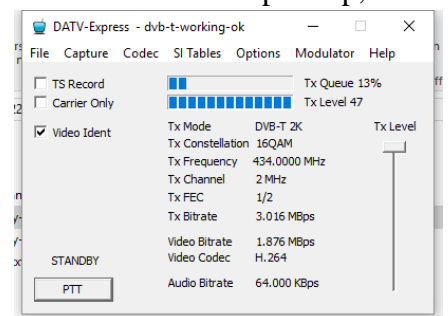 DATV-Express - dvb-t-working-ok
File Capture Codec SI Tables Options Modulator Help
TS Record Tx Queue 13%
Carrier Only Tx Level 47
Video Ident Tx Mode DVB-T 2K Tx Level
Tx Constellation 16QAM
Tx Frequency 434.0000 MHz
Tx Channel 2 MHz
Tx FEC 1/2
Tx Bitrate 3.016 MBps
Video Bitrate 1.876 MBps
STANDBY Video Codec H.264
PTT Audio Bitrate 64.000 KBps